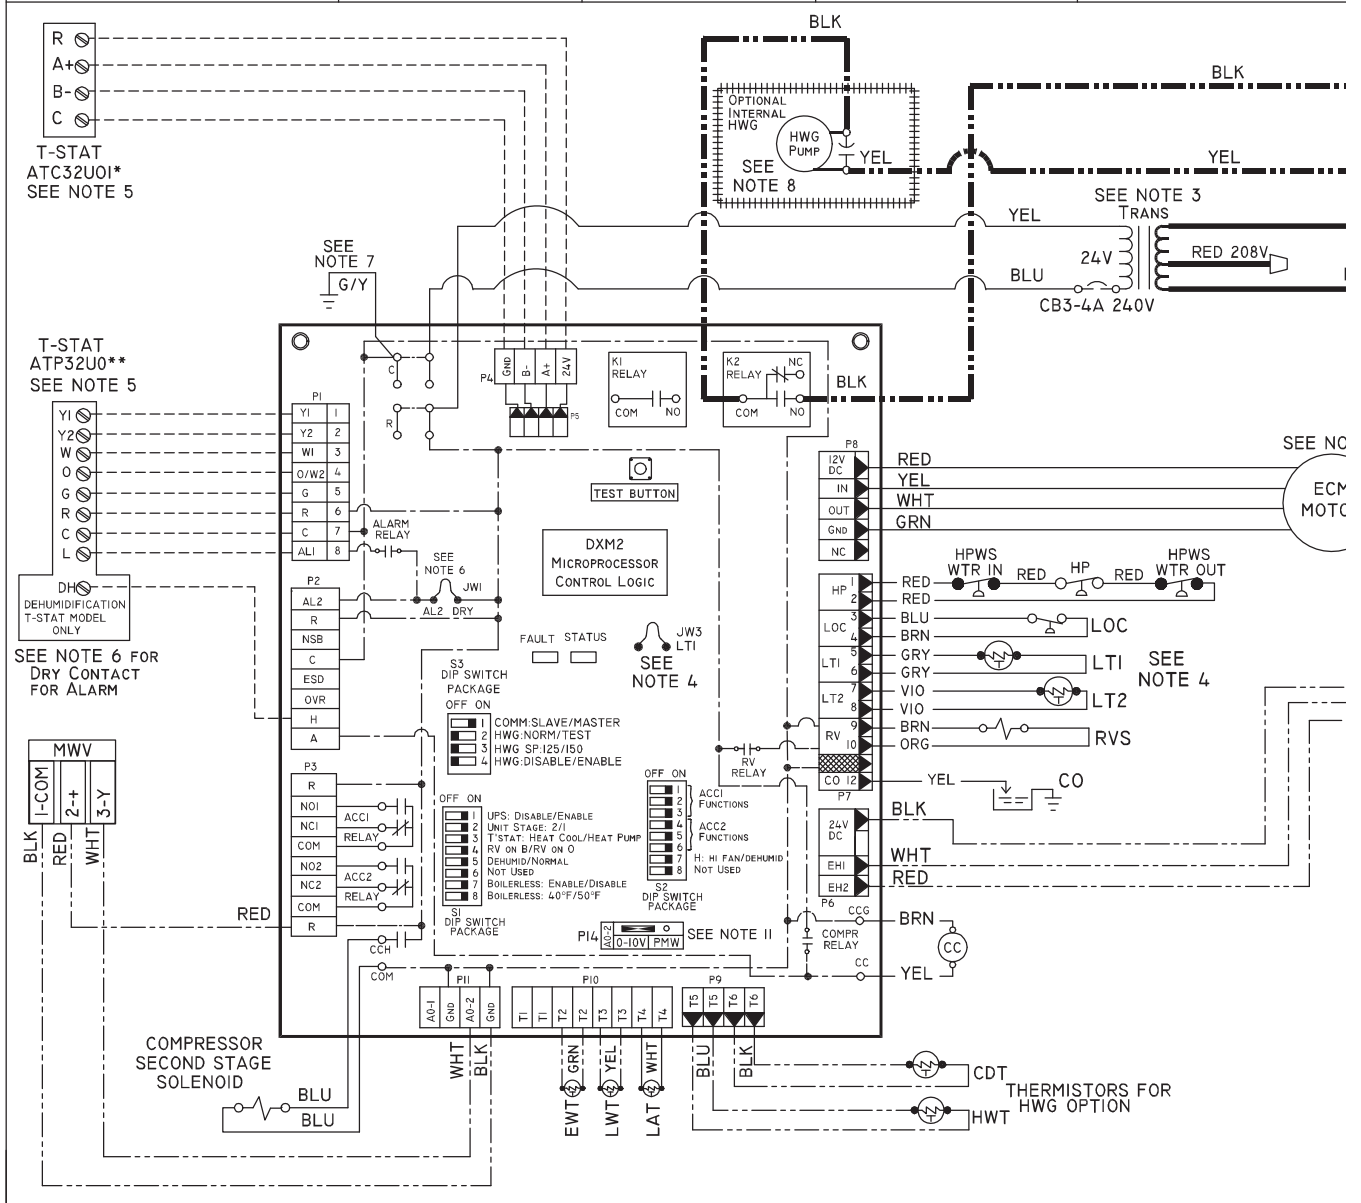 R
A+
B-
C
T-STAT
ATC32U01*
SEE NOTE 5
BLK
OPTIONAL
INTERNAL
HWG
HWG
PUMP
SEE
NOTE 8
YEL
BLK
YEL
SEE NOTE 3
TRANS
YEL
24V
RED 208V
BLU
CB3-4A 240V
SEE
NOTE 7
G/Y
T-STAT
ATP32U0**
SEE NOTE 5
Y1
Y2
W
O
G
R
C
L
DH
DEHUMIDIFICATION
T-STAT MODEL
ONLY
SEE NOTE 6 FOR
DRY CONTACT
FOR ALARM
MWV
1-COM
2-+
3-Y
BLK
RED
WHT
RED
P1
Y1 1
Y2 2
W1 3
O/W2 4
G 5
R 6
C 7
AL1 8
ALARM
RELAY
SEE
NOTE 6
JW1
AL2 DRY
P2
AL2
R
NSB
C
ESD
OVR
H
A
P3
R
NO1
NC1
COM
NO2
NC2
COM
R
ACC1
RELAY
ACC2
RELAY
CCH
COM
C
R
P4
GND
B-
A+
24V
P5
K1
RELAY
COM
NO
K2
RELAY
NC
COM
NO
BLK
TEST BUTTON
DXM2
MICROPROCESSOR
CONTROL LOGIC
FAULT STATUS
JW3
LT1
SEE
NOTE 4
S3
DIP SWITCH
PACKAGE
OFF ON
1 COMM:SLAVE/MASTER
2 HWG:NORM/TEST
3 HWG SP:125/150
4 HWG:DISABLE/ENABLE
OFF ON
1 UPS: DISABLE/ENABLE
2 UNIT STAGE: 2/1
3 T'STAT: HEAT COOL/HEAT PUMP
4 RV ON B/RV ON O
5 DEHUMID/NORMAL
6 NOT USED
7 BOILERLESS: ENABLE/DISABLE
8 BOILERLESS: 40°F/50°F
S1
DIP SWITCH
PACKAGE
OFF ON
1
2
3
ACC1
FUNCTIONS
4
5
6
ACC2
FUNCTIONS
7 H: HI FAN/DEHUMID
8 NOT USED
S2
DIP SWITCH
PACKAGE
P14
A0-2
0-10V PMW
SEE NOTE 11
RV
RELAY
COMPR
RELAY
P8
12V
DC
IN
OUT
GND
NC
RED
YEL
WHT
GRN
SEE NO
ECM
MOTO
HP
1
2
LOC
3
4
LT1
5
6
LT2
7
8
RV
9
10
CO 12
P7
RED
RED
BLU
BRN
GRY
GRY
VIO
VIO
BRN
ORG
YEL
HPWS
WTR IN
RED
HP
RED
HPWS
WTR OUT
LOC
LT1
LT2
SEE
NOTE 4
RVS
CO
24V
DC
EH1
EH2
P6
BLK
WHT
RED
CCG
BRN
CC
CC
YEL
P11
A0-1
GND
A0-2
GND
P10
T1
T1
T2
T2
T3
T3
T4
T4
P9
T5
T5
T6
T6
WHT
BLK
GRN
YEL
WHT
BLU
BLK
EWT
LWT
LAT
CDT
HWT
THERMISTORS FOR
HWG OPTION
COMPRESSOR
SECOND STAGE
SOLENOID
BLU
BLU